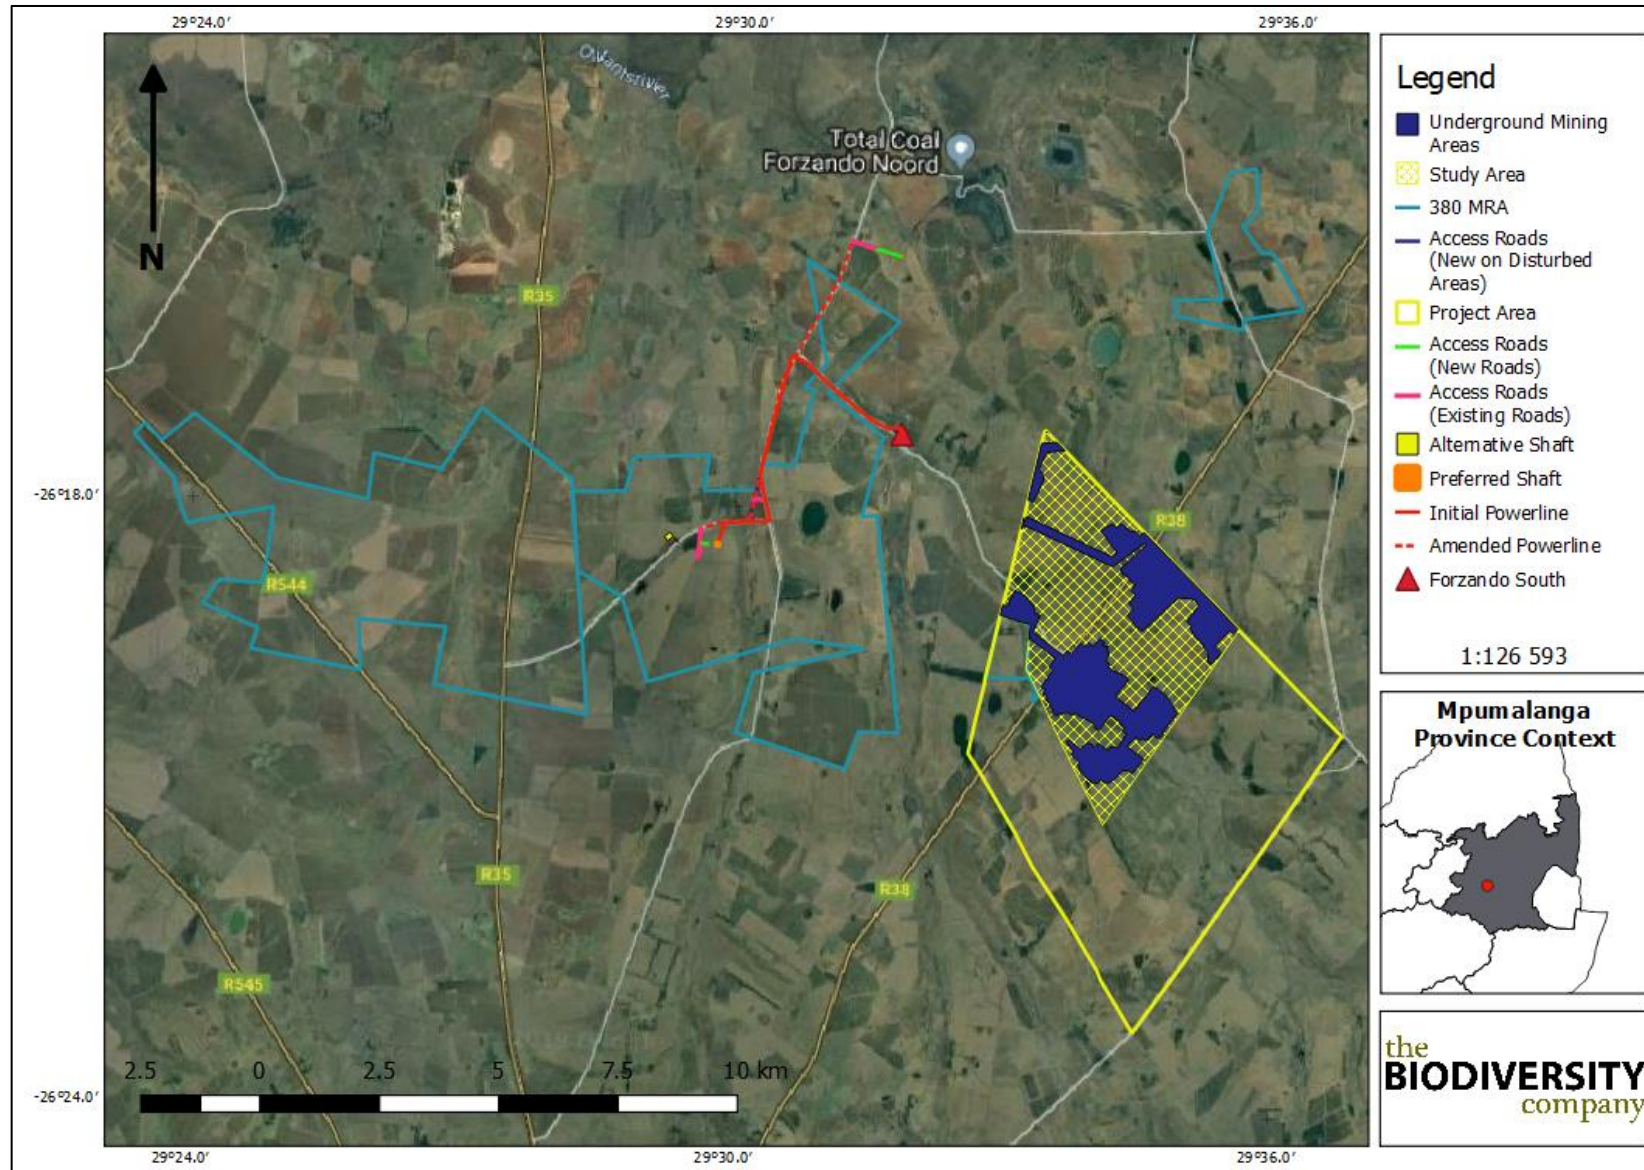 29°24.0'
29°30.0'
29°36.0'
Olifantsrivier
Total Coal
Forzando Noord
N
R35
-26°18.0'
R38
R544
R35
R38
R545
2.5 0 2.5 5 7.5 10 km
-26°24.0'
29°24.0'
29°30.0'
29°36.0'
Legend
Underground Mining
Areas
Study Area
380 MRA
Access Roads
(New on Disturbed
Areas)
Project Area
Access Roads
(New Roads)
Access Roads
(Existing Roads)
Alternative Shaft
Preferred Shaft
Initial Powerline
Amended Powerline
Forzando South
1:126 593
Mpumalanga
Province Context
the
BIODIVERSITY
company